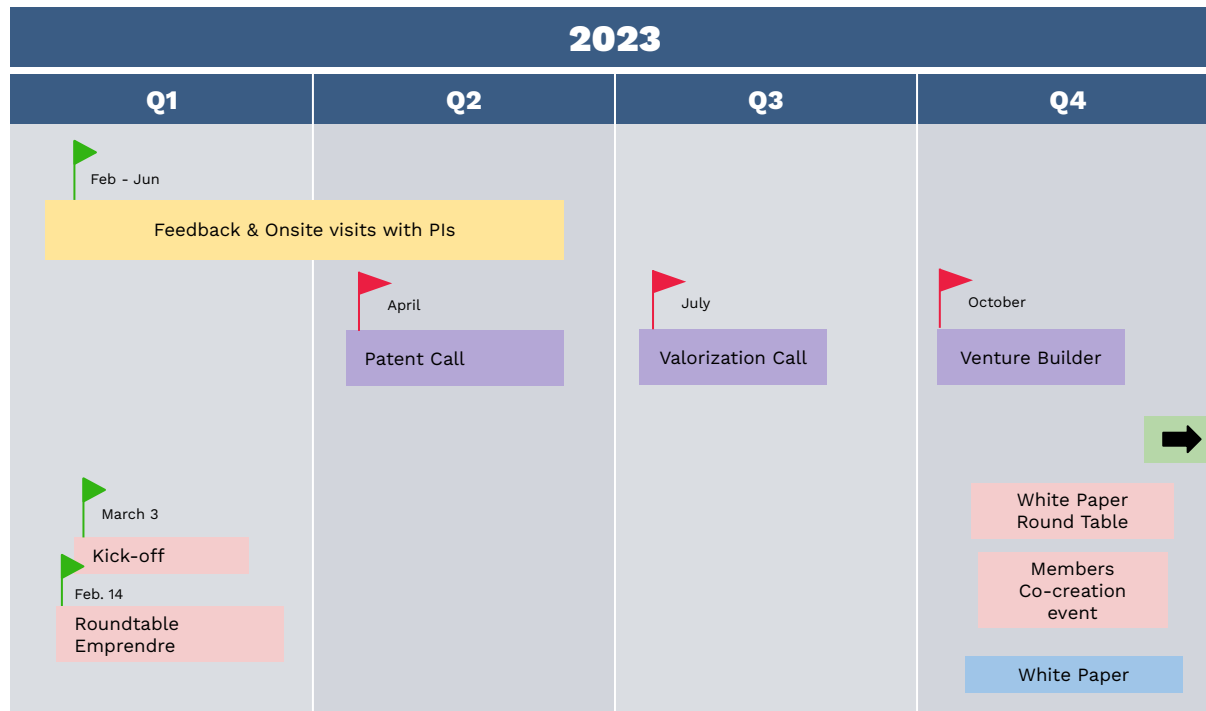 2023
Q1
Q2
Q3
Q4
Feb - Jun
Feedback & Onsite visits with PIs
April
Patent Call
July
Valorization Call
October
Venture Builder
March 3
Kick-off
Feb. 14
Roundtable
Emprendre
White Paper
Round Table
Members
Co-creation
event
White Paper